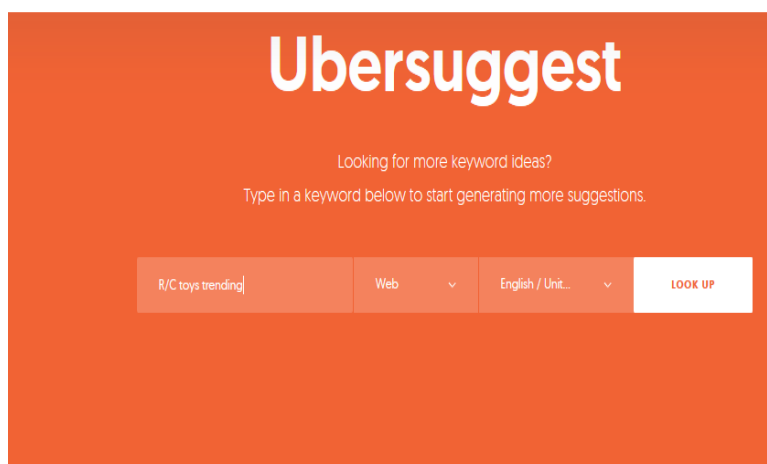 Ubersuggest
Looking for more keyword ideas?
Type in a keyword below to start generating more suggestions.
R/C toys trending Web English / Unit... LOOK UP